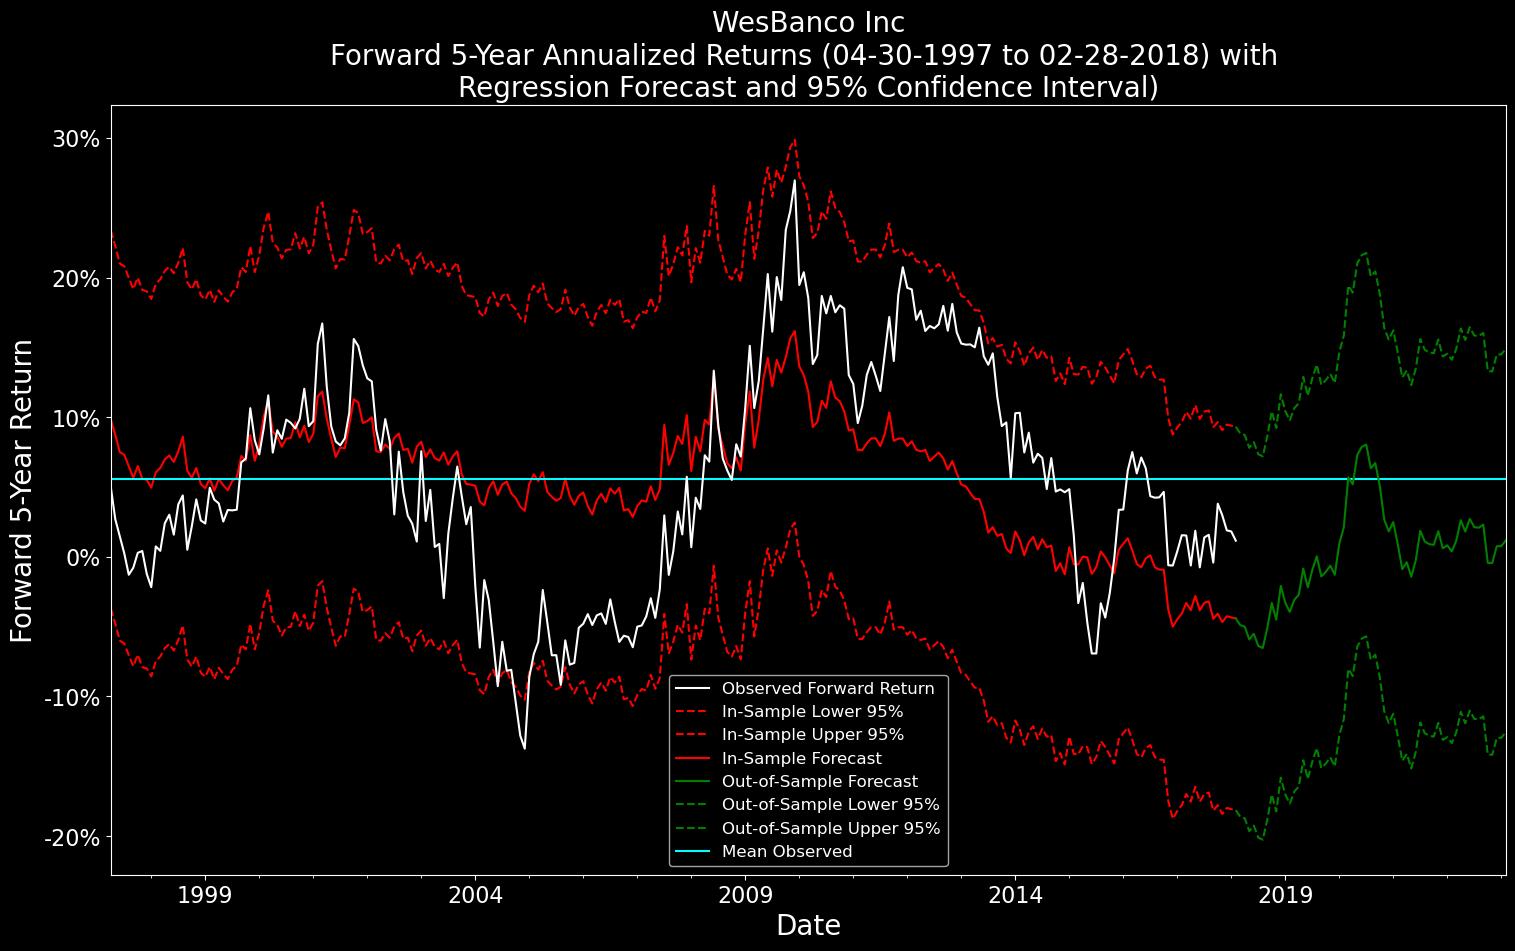 WesBanco Inc
Forward 5-Year Annualized Returns (04-30-1997 to 02-28-2018) with
Regression Forecast and 95% Confidence Interval)
Forward 5-Year Return
30%
20%
10%
0%
-10%
-20%
Observed Forward Return
In-Sample Lower 95%
In-Sample Upper 95%
In-Sample Forecast
Out-of-Sample Forecast
Out-of-Sample Lower 95%
Out-of-Sample Upper 95%
Mean Observed
1999 2004 2009 2014 2019
Date